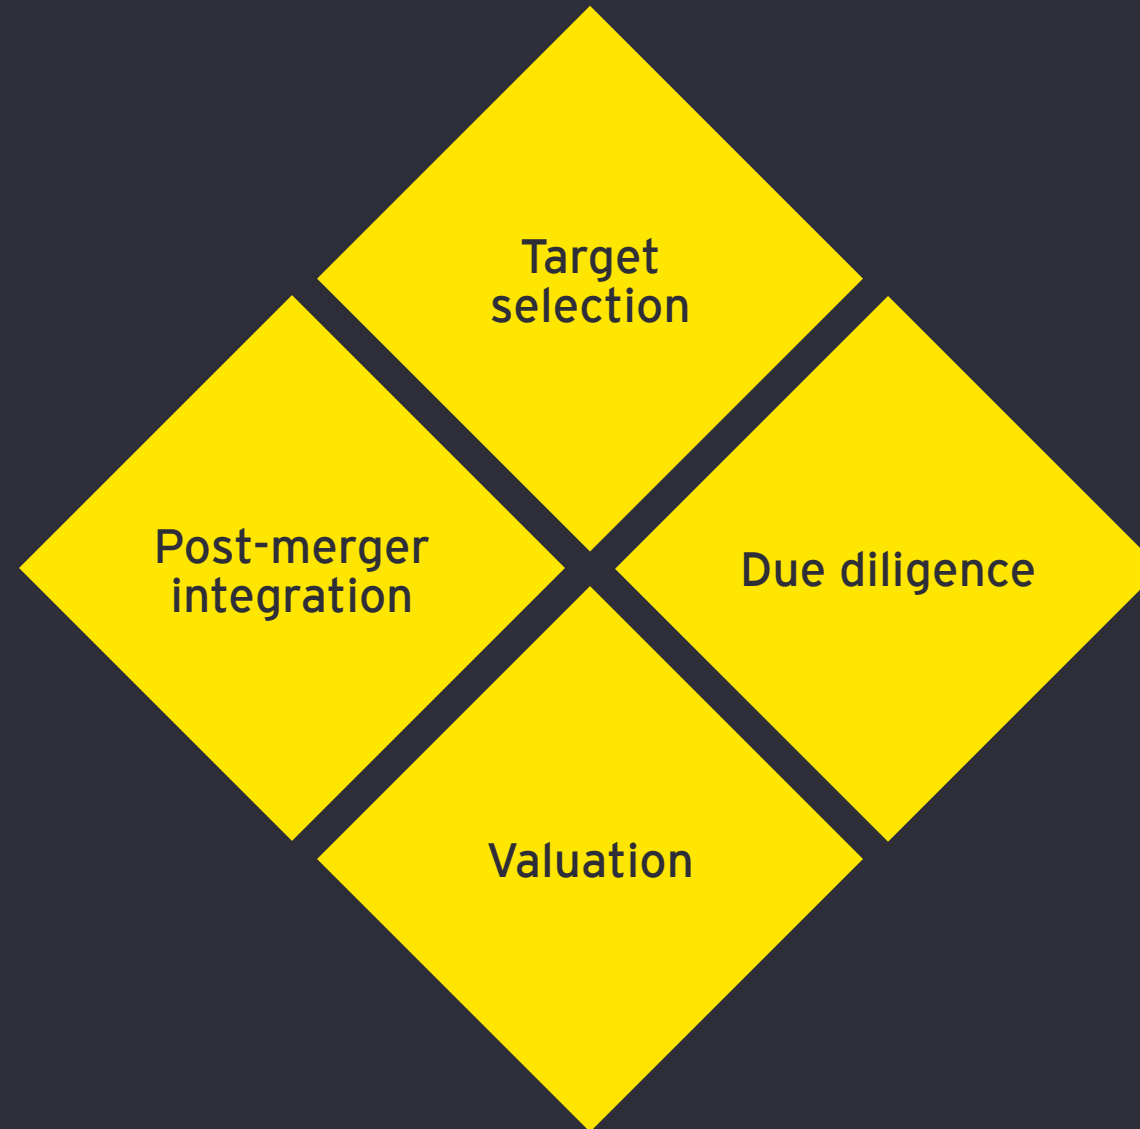 Target
selection
Post-merger
integration
Due diligence
Valuation